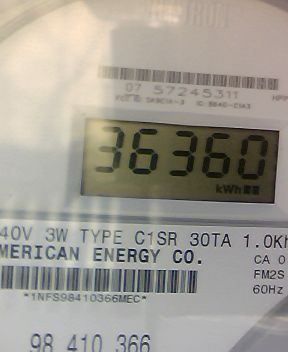 07 57245311
36360
kWh
40V 3W TYPE C1SR 30TA 1.0Kh
MERICAN ENERGY CO.
CA 0
FM2S
60Hz
*1NFS98410366MEC*
98 410 366